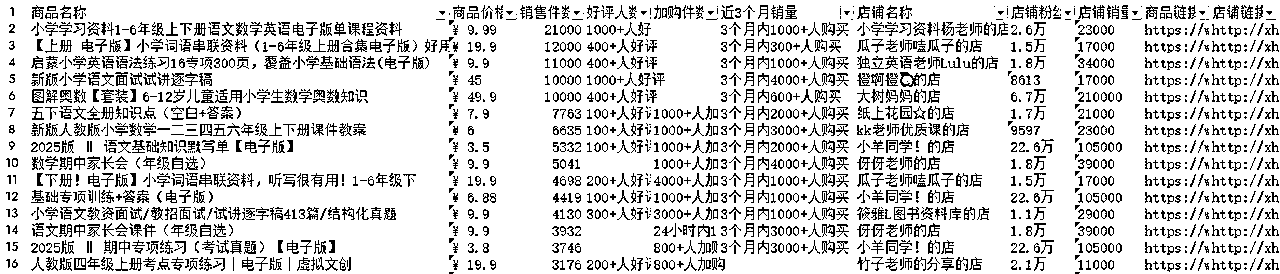 1 商品名称 商品价格 销售件数 好评人数 加购件数 近3个月销量 店铺名称 店铺粉丝 店铺销量 商品链接 店铺链接
2 小学学习资料1-6年级上下册语文数学英语电子版单课程资料 ¥ 9.99 21000 1000+人好 3个月内1000+人购买 小学学习资料杨老师的店 2.6万 23000 https://w http://xh
3 【上册 电子版】小学词语串联资料（1-6年级上册合集电子版）好用 ¥ 19.9 12000 400+人好评 3个月内300+人购买 瓜子老师嗑瓜子的店 1.5万 17000 https://w http://xh
4 启蒙小学英语语法练习16专项300页，覆盖小学基础语法(电子版) ¥ 9.9 11000 400+人好评 3个月内1000+人购买 独立英语老师Lulu的店 1.8万 34000 https://w http://xh
5 新版小学语文面试试讲逐字稿 ¥ 45 10000 1000+人好评 3个月内4000+人购买 的店 8613 17000 https://w http://xh
6 图解奥数【套装】6-12岁儿童适用小学生数学奥数知识 ¥ 49.9 10000 400+人好评 3个月内600+人购买 大树妈妈的店 6.7万 210000 https://w http://xh
7 五下语文全册知识点（空白+答案） ¥ 7.9 7763 100+人好评 1000+人加 3个月内2000+人购买 纸上花园☆的店 1.7万 21000 https://w http://xh
8 新版人教版小学数学一二三四五六年级上下册课件教案 ¥ 6 6635 100+人好评 1000+人加 3个月内1000+人购买 kk老师优质课的店 9597 23000 https://w http://xh
9 2025版 || 语文基础知识默写单【电子版】 ¥ 3.5 5332 100+人好评 1000+人加 3个月内2000+人购买 小羊同学！的店 22.6万 105000 https://w http://xh
10 数学期中家长会（年级自选） ¥ 9.9 5041 1000+人加 3个月内4000+人购买 伢伢老师的店 1.8万 39000 https://w http://xh
11 【下册！电子版】小学词语串联资料，听写很有用！1-6年级下 ¥ 19.9 4698 200+人好评 4000+人加 3个月内1000+人购买 瓜子老师嗑瓜子的店 1.5万 17000 https://w http://xh
12 基础专项训练+答案（电子版） ¥ 6.88 4419 100+人好评 1000+人加 3个月内1000+人购买 小羊同学！的店 22.6万 105000 https://w http://xh
13 小学语文教资面试/教招面试/试讲逐字稿413篇/结构化真题 ¥ 9.9 4130 300+人好评 3000+人加 3个月内1000+人购买 筱雅L图书资料库的店 1.1万 29000 https://w http://xh
14 语文期中家长会课件（年级自选） ¥ 9.9 3932 24小时内1 3个月内3000+人购买 伢伢老师的店 1.8万 39000 https://w http://xh
15 2025版 || 期中专项练习（考试真题）【电子版】 ¥ 3.8 3746 800+人加购 3个月内3000+人购买 小羊同学！的店 22.6万 105000 https://w http://xh
16 人教版四年级上册考点专项练习|电子版|虚拟文创 ¥ 19.9 3176 200+人好评 800+人加购 竹子老师的分享的店 2.1万 11000 https://w http://xh